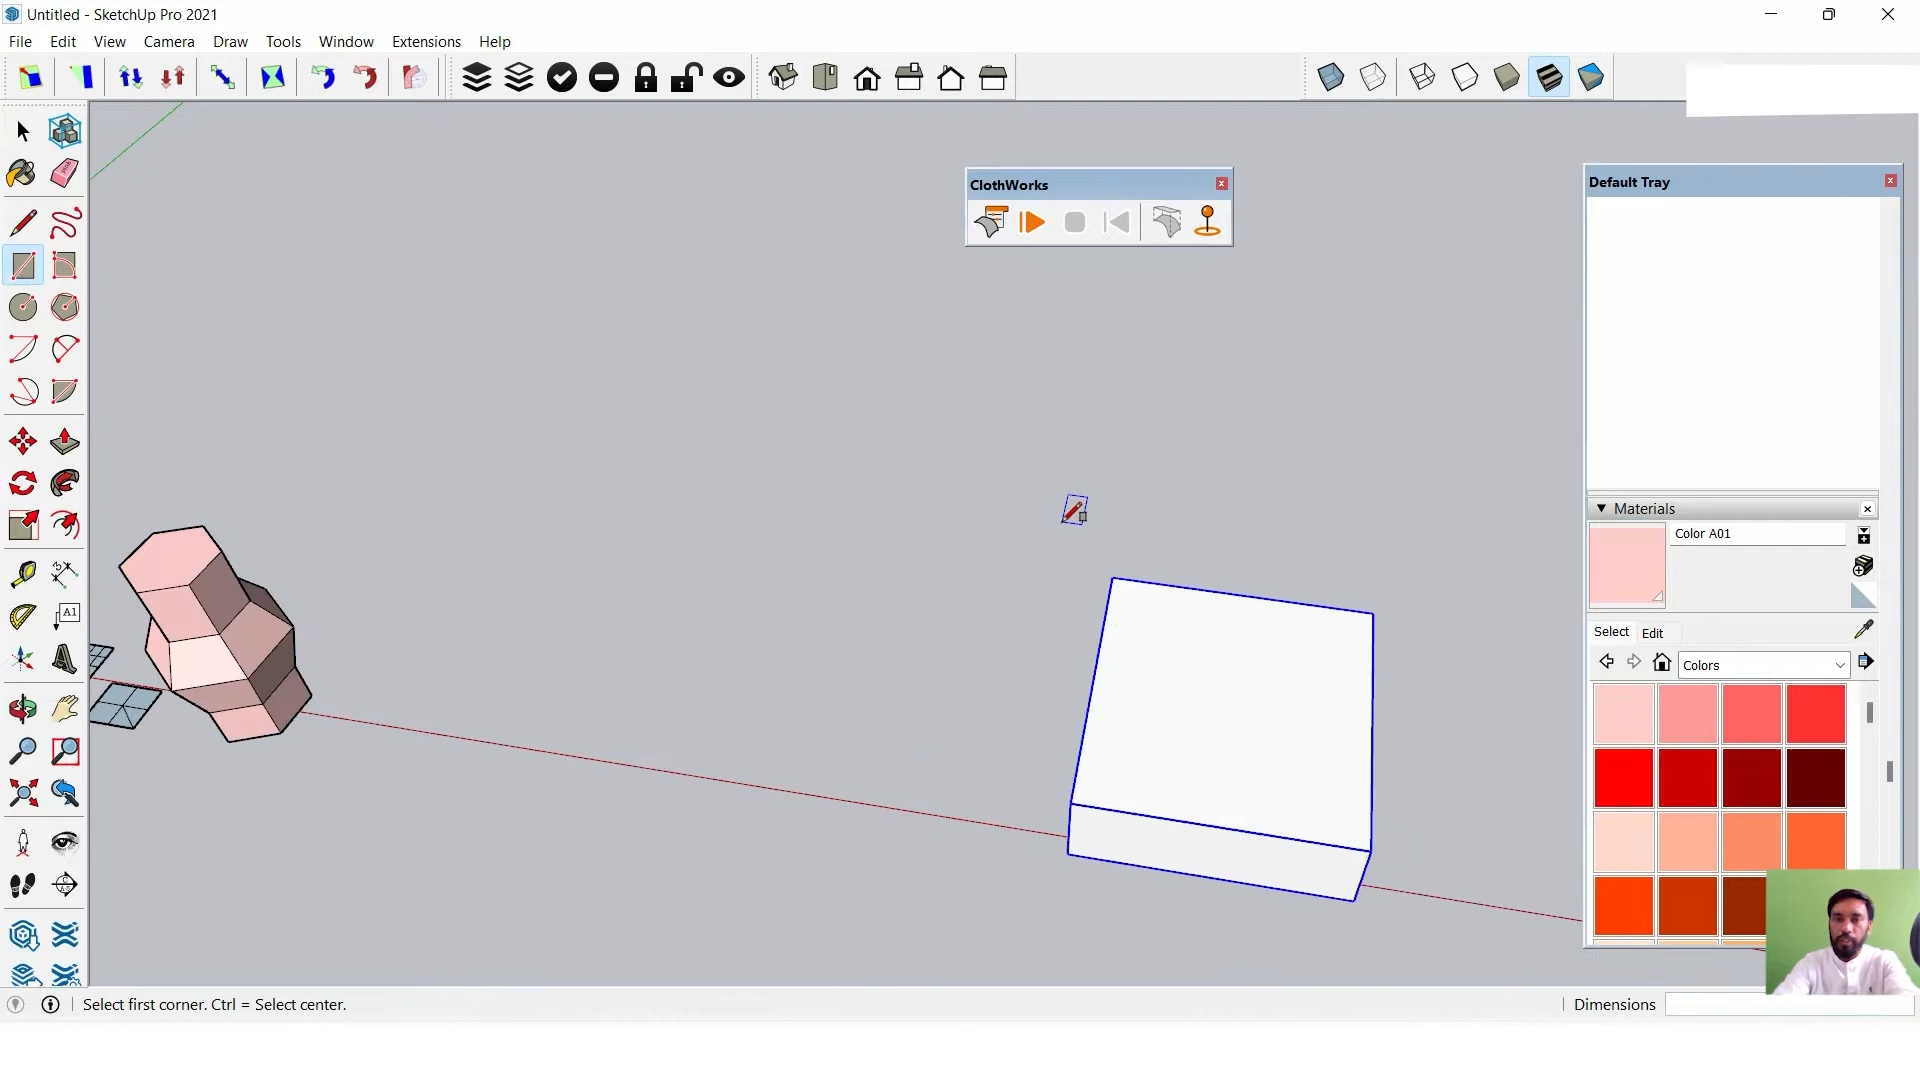 Untitled - SketchUp Pro 2021
File Edit View Camera Draw Tools Window Extensions Help
ClothWorks
Default Tray
Materials
Color A01
Select Edit
Colors
A1
Select first corner. Ctrl = Select center.
Dimensions